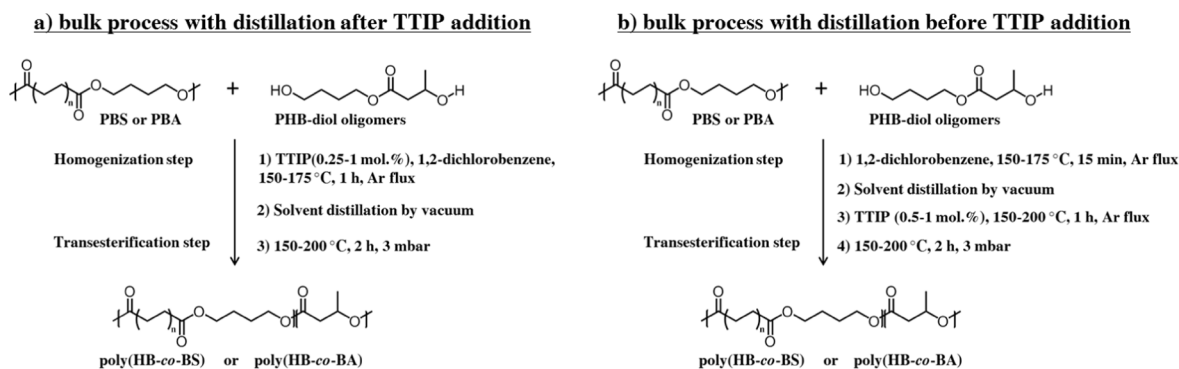 a) bulk process with distillation after TTIP addition
O
n
O
O
O
PBS or PBA
+
HO
O
O
O-H
PHB-diol oligomers
Homogenization step
1) TTIP(0.25-1 mol.%), 1,2-dichlorobenzene,
150-175 °C, 1 h, Ar flux
2) Solvent distillation by vacuum
Transesterification step
3) 150-200 °C, 2 h, 3 mbar
O
n
O
O
O
O
O
poly(HB-co-BS) or poly(HB-co-BA)
b) bulk process with distillation before TTIP addition
O
n
O
O
O
PBS or PBA
+
HO
O
O
O-H
PHB-diol oligomers
Homogenization step
1) 1,2-dichlorobenzene, 150-175 °C, 15 min, Ar flux
2) Solvent distillation by vacuum
3) TTIP (0.5-1 mol.%), 150-200 °C, 1 h, Ar flux
Transesterification step
4) 150-200 °C, 2 h, 3 mbar
O
n
O
O
O
O
O
poly(HB-co-BS) or poly(HB-co-BA)